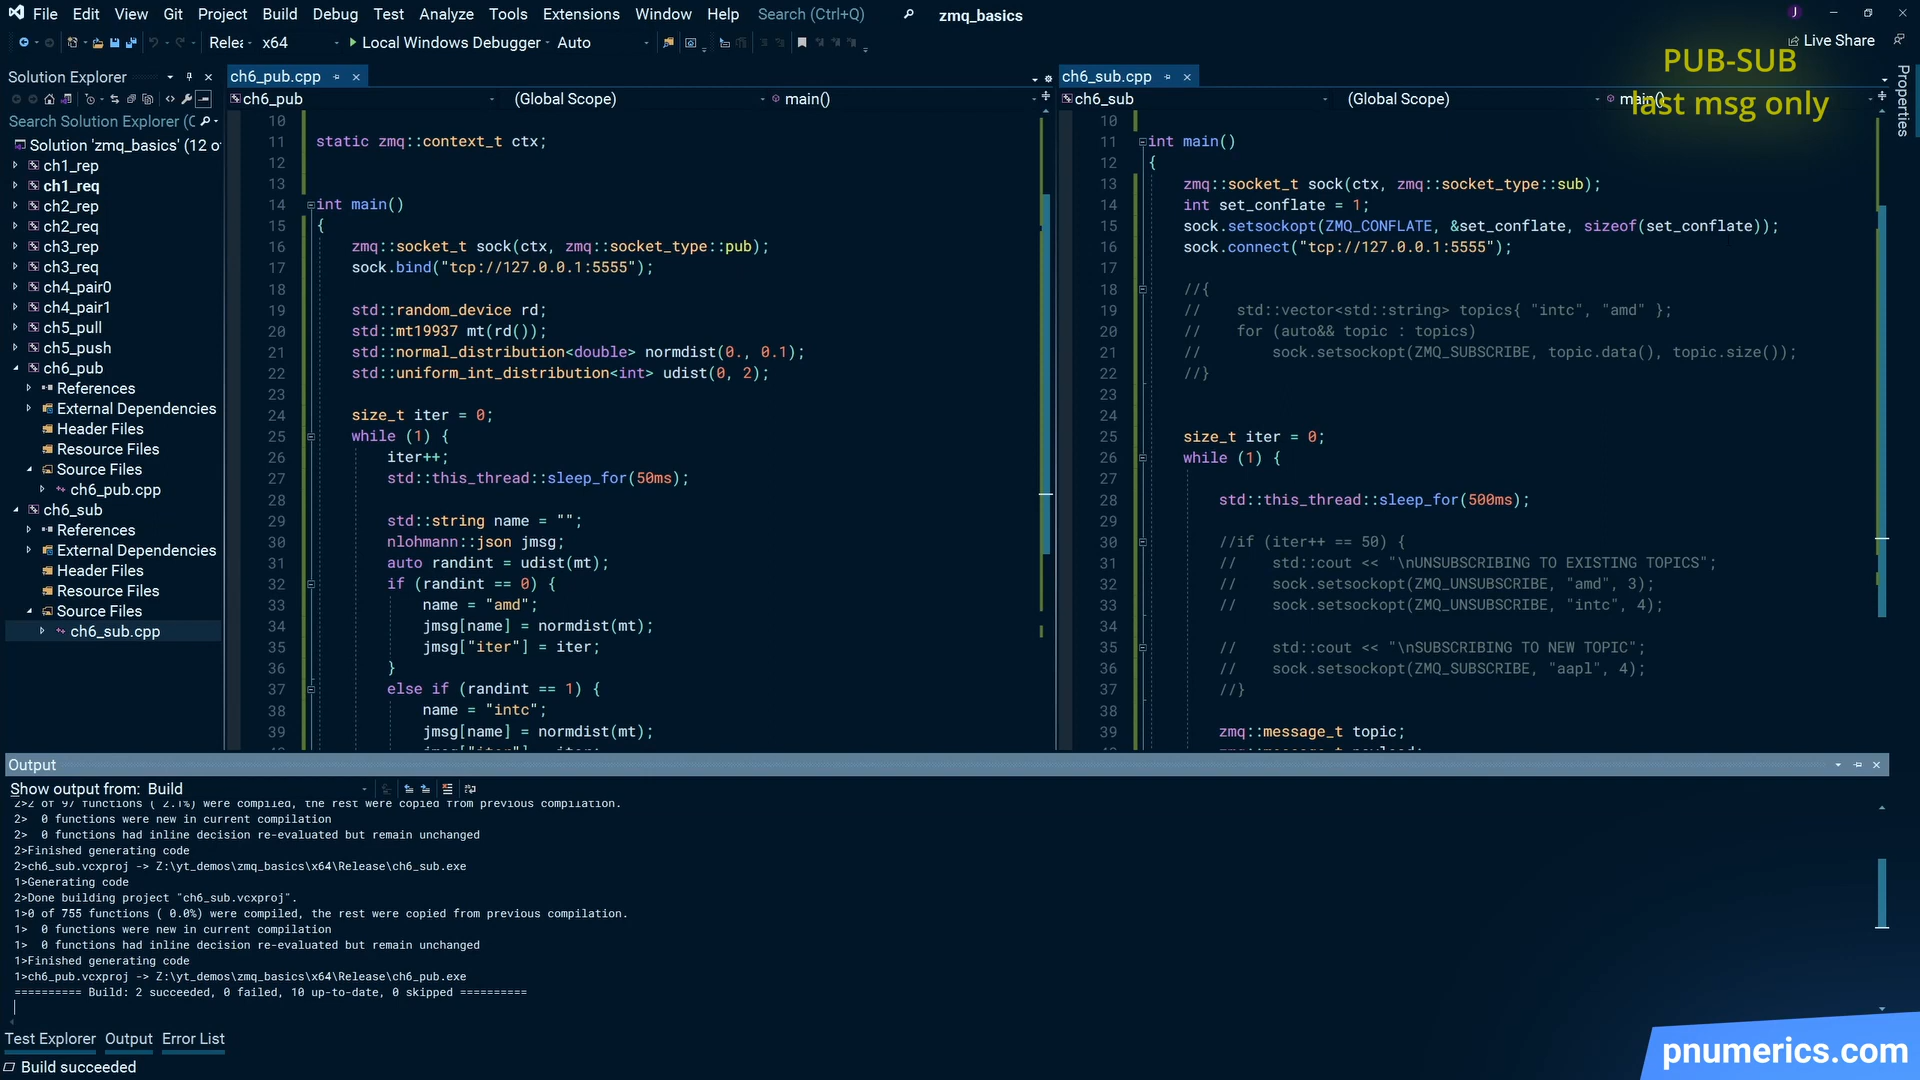 File Edit View Git Project Build Debug Test Analyze Tools Extensions Window Help Search (Ctrl+Q) zmq_basics
J
x64 Local Windows Debugger Auto
Live Share
PUB-SUB
last msg only
Properties
Solution Explorer
Search Solution Explorer (C
Solution 'zmq_basics' (12 o
ch1_rep
ch1_req
ch2_rep
ch2_req
ch3_rep
ch3_req
ch4_pair0
ch4_pair1
ch5_pull
ch5_push
ch6_pub
References
External Dependencies
Header Files
Resource Files
Source Files
ch6_pub.cpp
ch6_sub
References
External Dependencies
Header Files
Resource Files
Source Files
ch6_sub.cpp
ch6_pub.cpp
ch6_pub (Global Scope) main()
10
11 static zmq::context_t ctx;
12
13
14 int main()
15 {
16 zmq::socket_t sock(ctx, zmq::socket_type::pub);
17 sock.bind("tcp://127.0.0.1:5555");
18
19 std::random_device rd;
20 std::mt19937 mt(rd());
21 std::normal_distribution<double> normdist(0., 0.1);
22 std::uniform_int_distribution<int> udist(0, 2);
23
24 size_t iter = 0;
25 while (1) {
26 iter++;
27 std::this_thread::sleep_for(50ms);
28
29 std::string name = "";
30 nlohmann::json jmsg;
31 auto randint = udist(mt);
32 if (randint == 0) {
33 name = "amd";
34 jmsg[name] = normdist(mt);
35 jmsg["iter"] = iter;
36 }
37 else if (randint == 1) {
38 name = "intc";
39 jmsg[name] = normdist(mt);
ch6_sub.cpp
ch6_sub (Global Scope) main()
10
11 int main()
12 {
13 zmq::socket_t sock(ctx, zmq::socket_type::sub);
14 int set_conflate = 1;
15 sock.setsockopt(ZMQ_CONFLATE, &set_conflate, sizeof(set_conflate));
16 sock.connect("tcp://127.0.0.1:5555");
17
18 //{
19 // std::vector<std::string> topics{ "intc", "amd" };
20 // for (auto&& topic : topics)
21 // sock.setsockopt(ZMQ_SUBSCRIBE, topic.data(), topic.size());
22 //}
23
24
25 size_t iter = 0;
26 while (1) {
27
28 std::this_thread::sleep_for(500ms);
29
30 //if (iter++ == 50) {
31 // std::cout << "\nUNSUBSCRIBING TO EXISTING TOPICS";
32 // sock.setsockopt(ZMQ_UNSUBSCRIBE, "amd", 3);
33 // sock.setsockopt(ZMQ_UNSUBSCRIBE, "intc", 4);
34
35 // std::cout << "\nSUBSCRIBING TO NEW TOPIC";
36 // sock.setsockopt(ZMQ_SUBSCRIBE, "aapl", 4);
37 //}
38
39 zmq::message_t topic;
Output
Show output from: Build
2>2 of 97 functions ( 2.1%) were compiled, the rest were copied from previous compilation.
2> 0 functions were new in current compilation
2> 0 functions had inline decision re-evaluated but remain unchanged
2>Finished generating code
2>ch6_sub.vcxproj -> Z:\yt_demos\zmq_basics\x64\Release\ch6_sub.exe
1>Generating code
2>Done building project "ch6_sub.vcxproj".
1>0 of 755 functions ( 0.0%) were compiled, the rest were copied from previous compilation.
1> 0 functions were new in current compilation
1> 0 functions had inline decision re-evaluated but remain unchanged
1>Finished generating code
1>ch6_pub.vcxproj -> Z:\yt_demos\zmq_basics\x64\Release\ch6_pub.exe
========== Build: 2 succeeded, 0 failed, 10 up-to-date, 0 skipped ==========
Test Explorer Output Error List
Build succeeded
pnumerics.com